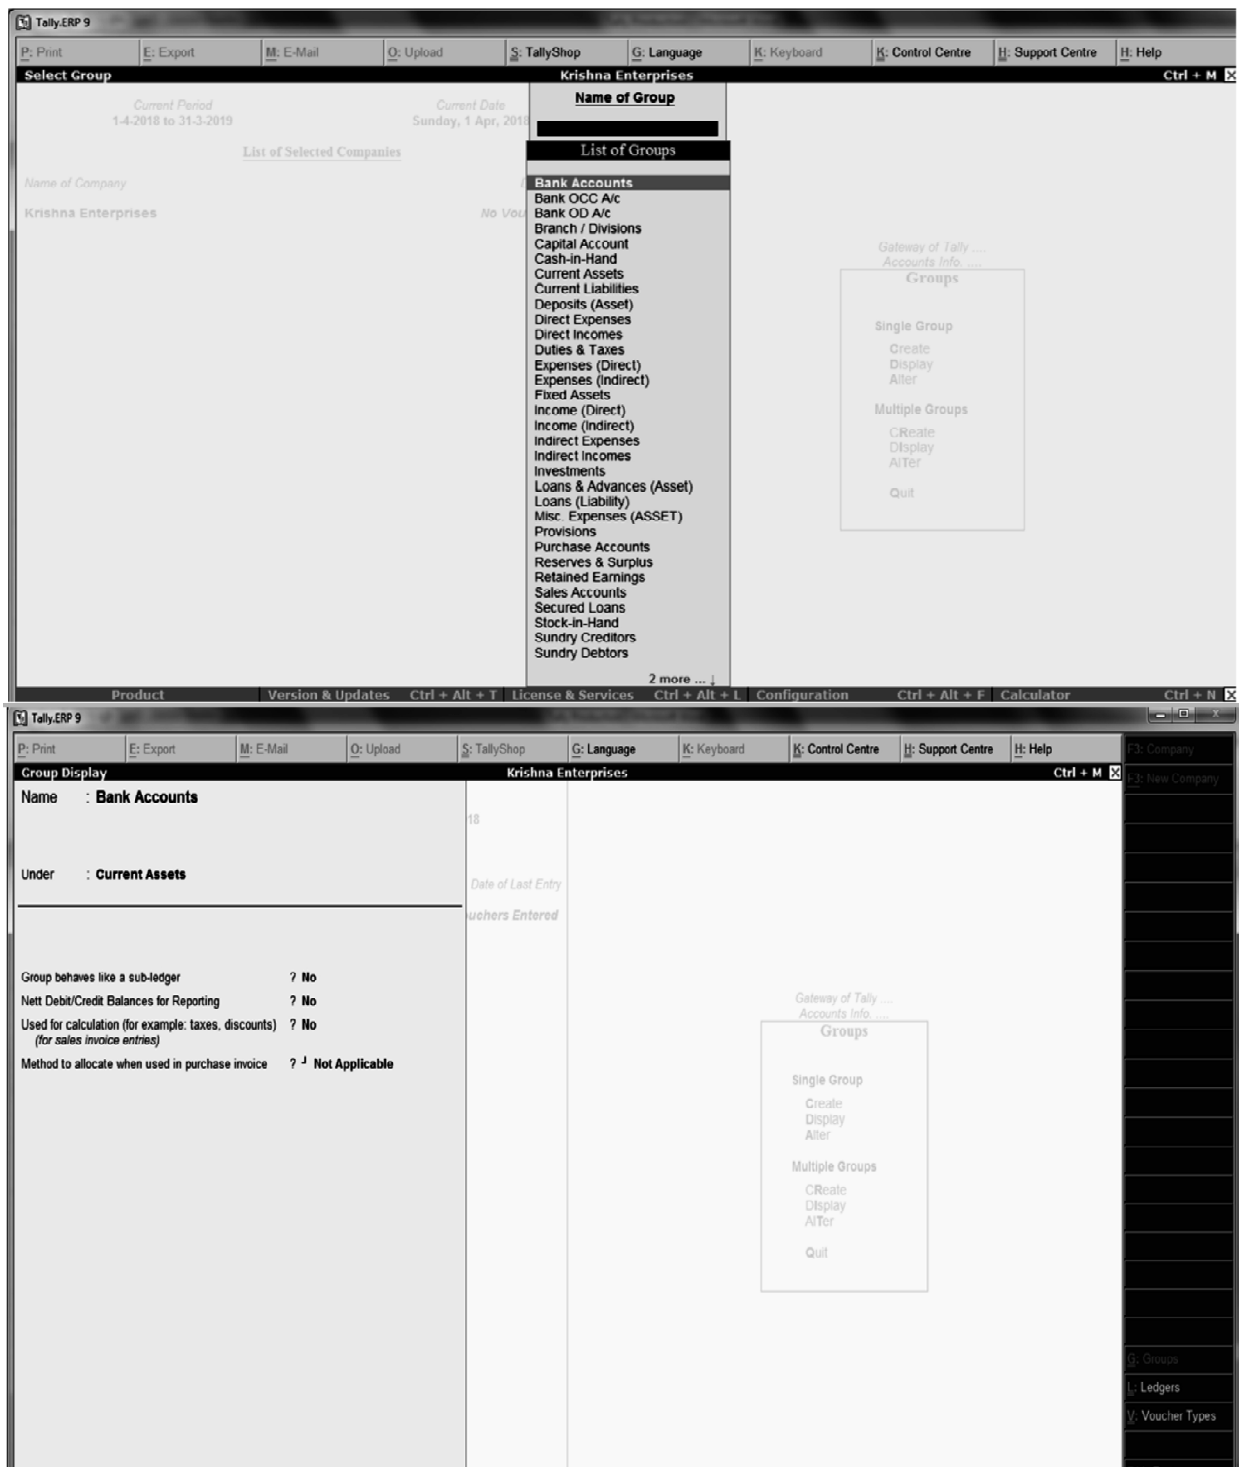 Tally.ERP 9
P: Print E: Export M: E-Mail O: Upload S: TallyShop G: Language K: Keyboard K: Control Centre H: Support Centre H: Help
Select Group Krishna Enterprises Ctrl + M X
Current Period Current Date
1-4-2018 to 31-3-2019 Sunday, 1 Apr, 2018
List of Selected Companies
Name of Company
Krishna Enterprises No Vou
Name of Group
List of Groups
Bank Accounts
Bank OCC A/c
Bank OD A/c
Branch / Divisions
Capital Account
Cash-in-Hand
Current Assets
Current Liabilities
Deposits (Asset)
Direct Expenses
Direct Incomes
Duties & Taxes
Expenses (Direct)
Expenses (Indirect)
Fixed Assets
Income (Direct)
Income (Indirect)
Indirect Expenses
Indirect Incomes
Investments
Loans & Advances (Asset)
Loans (Liability)
Misc. Expenses (ASSET)
Provisions
Purchase Accounts
Reserves & Surplus
Retained Earnings
Sales Accounts
Secured Loans
Stock-in-Hand
Sundry Creditors
Sundry Debtors
2 more ... ↓
Gateway of Tally ....
Accounts Info. ....
Groups
Single Group
Create
Display
Alter
Multiple Groups
CReate
DIsplay
AlTer
Quit
Product Version & Updates Ctrl + Alt + T License & Services Ctrl + Alt + L Configuration Ctrl + Alt + F Calculator Ctrl + N X
Tally.ERP 9
P: Print E: Export M: E-Mail O: Upload S: TallyShop G: Language K: Keyboard K: Control Centre H: Support Centre H: Help F3: Company
Group Display Krishna Enterprises Ctrl + M X F3: New Company
Name : Bank Accounts
18
Under : Current Assets
Date of Last Entry
uchers Entered
Group behaves like a sub-ledger ? No
Nett Debit/Credit Balances for Reporting ? No
Used for calculation (for example: taxes, discounts) ? No
(for sales invoice entries)
Method to allocate when used in purchase invoice ? ┘ Not Applicable
Gateway of Tally ....
Accounts Info. ....
Groups
Single Group
Create
Display
Alter
Multiple Groups
CReate
DIsplay
AlTer
Quit
G: Groups
L: Ledgers
V: Voucher Types